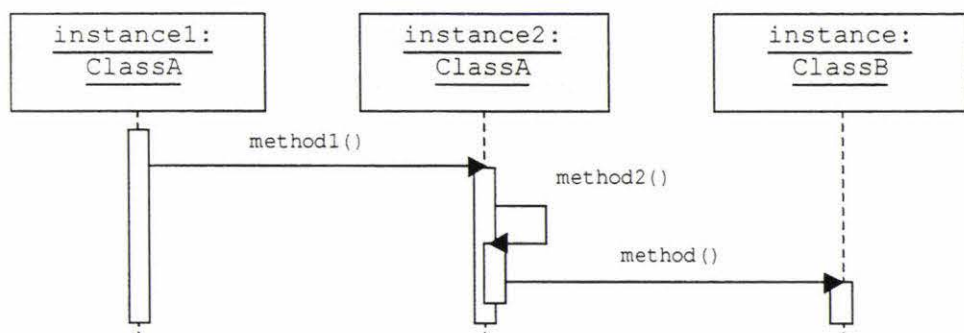 instance1:
ClassA
instance2:
ClassA
instance:
ClassB
method1()
method2()
method()